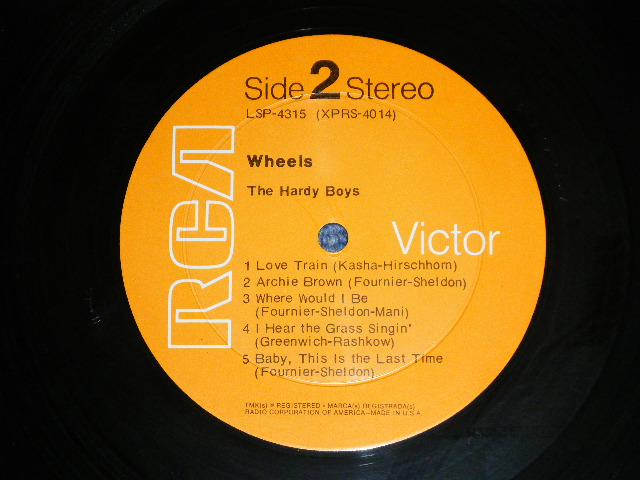 Side 2 Stereo
LSP-4315 (XPRS-4014)
Wheels
The Hardy Boys
RCA
Victor
1 Love Train (Kasha-Hirschhorn)
2 Archie Brown (Fournier-Sheldon)
3 Where Would I Be
(Fournier-Sheldon-Mani)
4 I Hear the Grass Singin'
(Greenwich-Rashkow)
5 Baby, This Is the Last Time
(Fournier-Sheldon)
TMK(s) ® REGISTERED • MARCA(s) REGISTRADA(S)
RADIO CORPORATION OF AMERICA—MADE IN U.S.A.